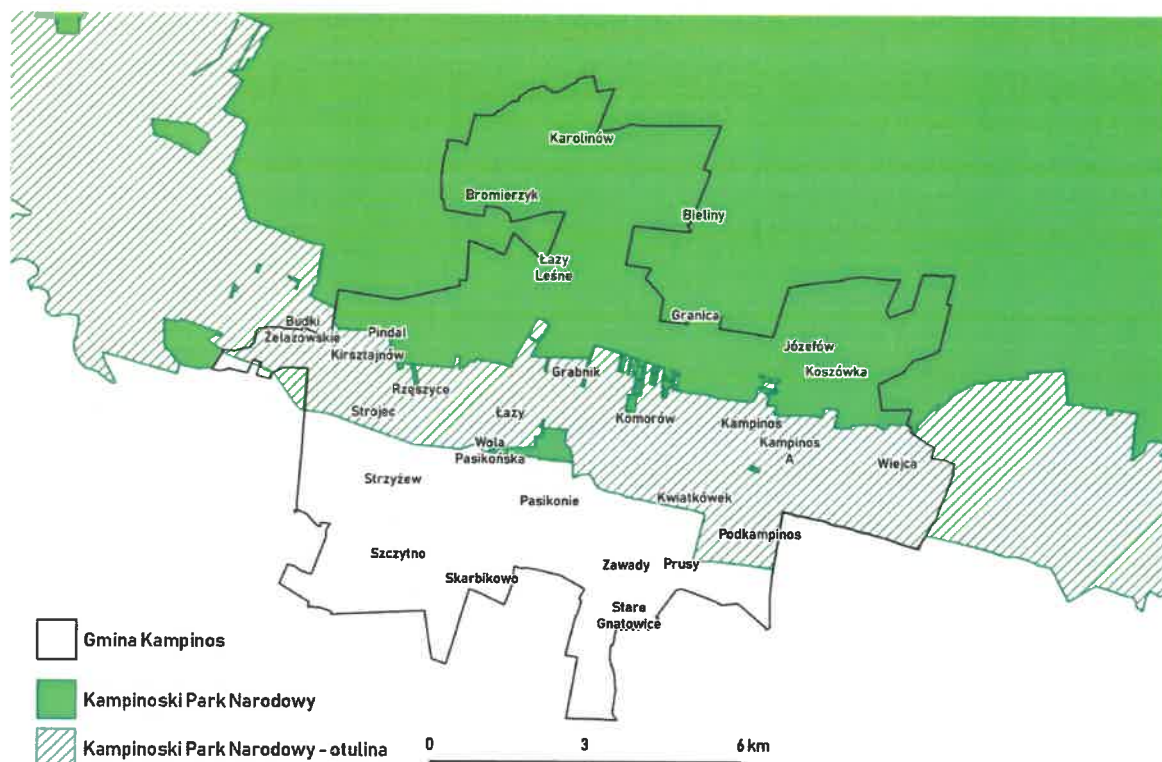 Karolinów
Bromierzyk
Bieliny
Łazy
Leśne
Granica
Budki
Żelazowskie
Pindal
Kirsztajnów
Józefów
Koszówka
Grabnik
Rzęszyce
Strojec
Łazy
Komorów
Kampinos
Kampinos
A
Wola
Pasikońska
Wiejca
Strzyżew
Pasikonie
Kwiatkówek
Podkampinos
Szczytno
Skarbikowo
Zawady
Prusy
Stare
Gnatowice
Gmina Kampinos
Kampinoski Park Narodowy
Kampinoski Park Narodowy - otulina
0 3 6 km